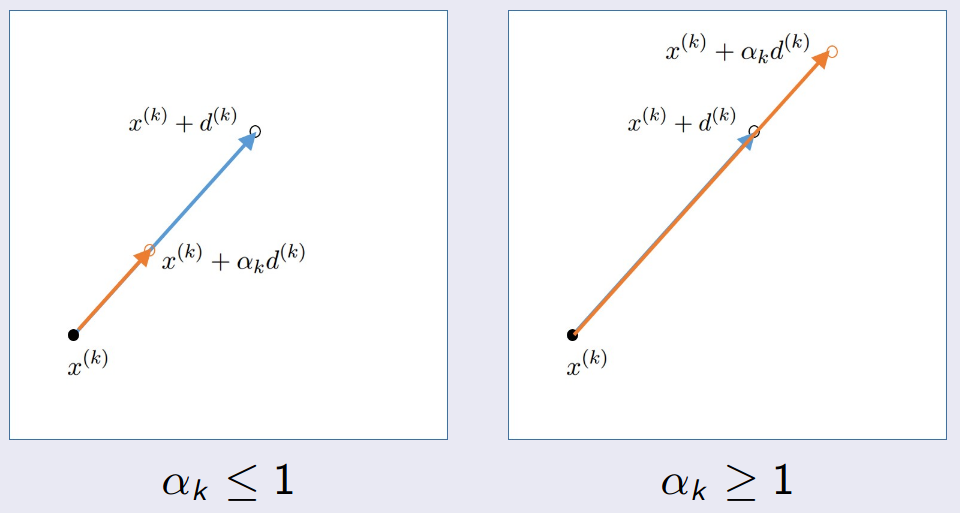 x^(k) + d^(k)
x^(k) + α_k d^(k)
x^(k)
α_k ≤ 1
x^(k) + α_k d^(k)
x^(k) + d^(k)
x^(k)
α_k ≥ 1